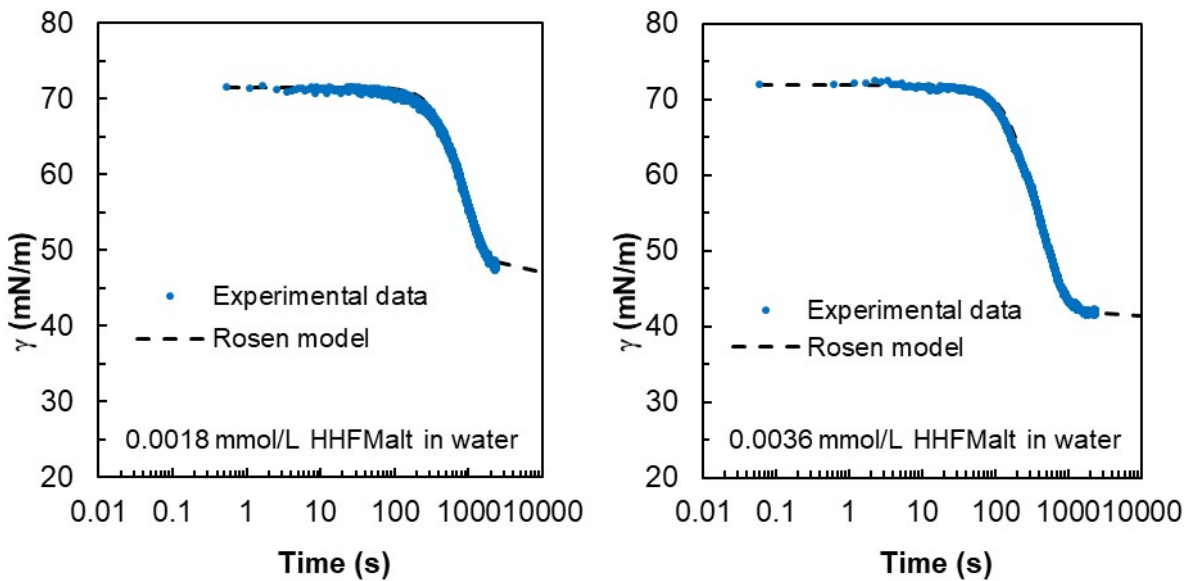 80
70
60
50
40
30
20
γ (mN/m)
Experimental data
Rosen model
0.0018 mmol/L HHFMalt in water
0.01 0.1 1 10 100 1000 10000
Time (s)
80
70
60
50
40
30
20
γ (mN/m)
Experimental data
Rosen model
0.0036 mmol/L HHFMalt in water
0.01 0.1 1 10 100 1000 10000
Time (s)